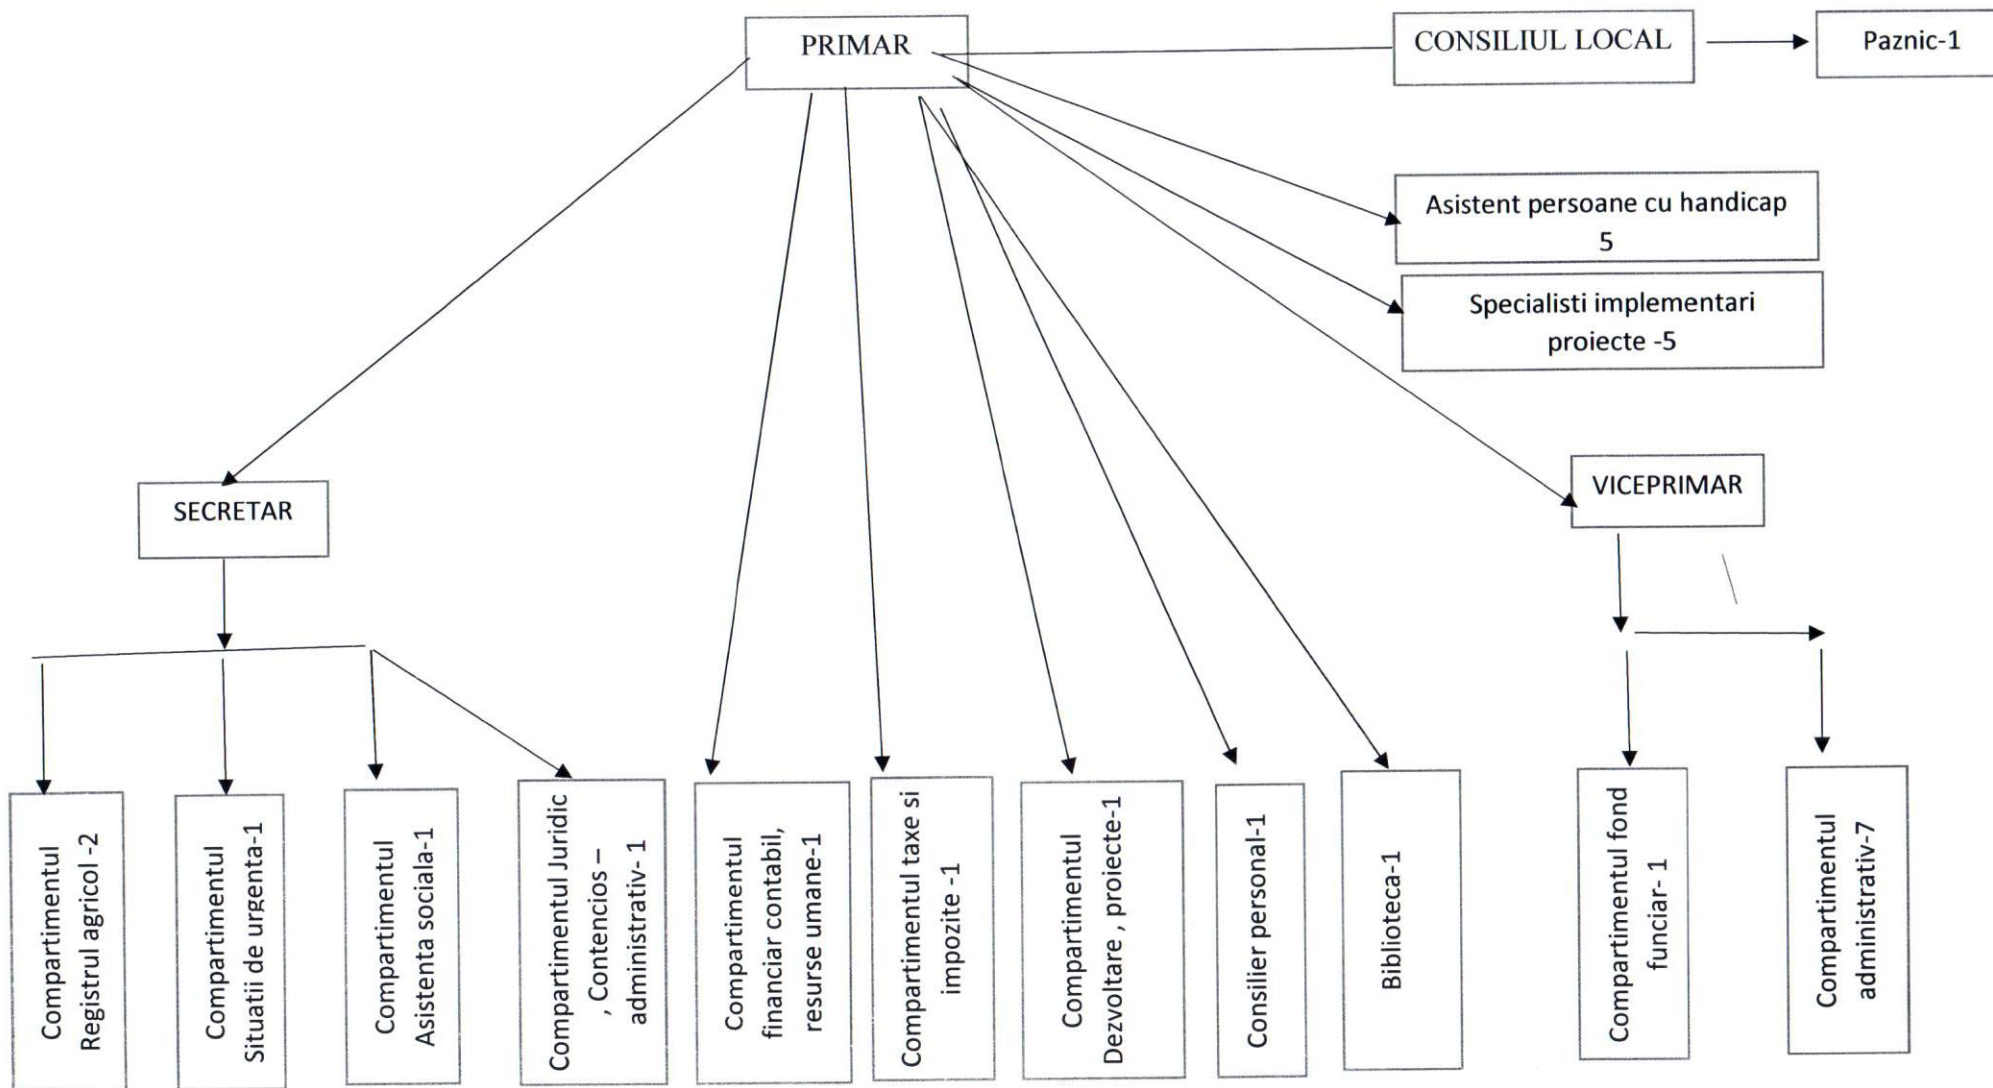 PRIMAR
CONSILIUL LOCAL
Paznic-1
Asistent persoane cu handicap
5
Specialisti implementari
proiecte -5
SECRETAR
VICEPRIMAR
Compartimentul
Registrul agricol -2
Compartimentul
Situatii de urgenta-1
Compartimentul
Asistenta sociala-1
Compartimentul Juridic
, Contencios –
administrativ- 1
Compartimentul
financiar contabil,
resurse umane-1
Compartimentul taxe si
impozite -1
Compartimentul
Dezvoltare , proiecte-1
Consilier personal-1
Biblioteca-1
Compartimentul fond
funciar- 1
Compartimentul
administrativ-7